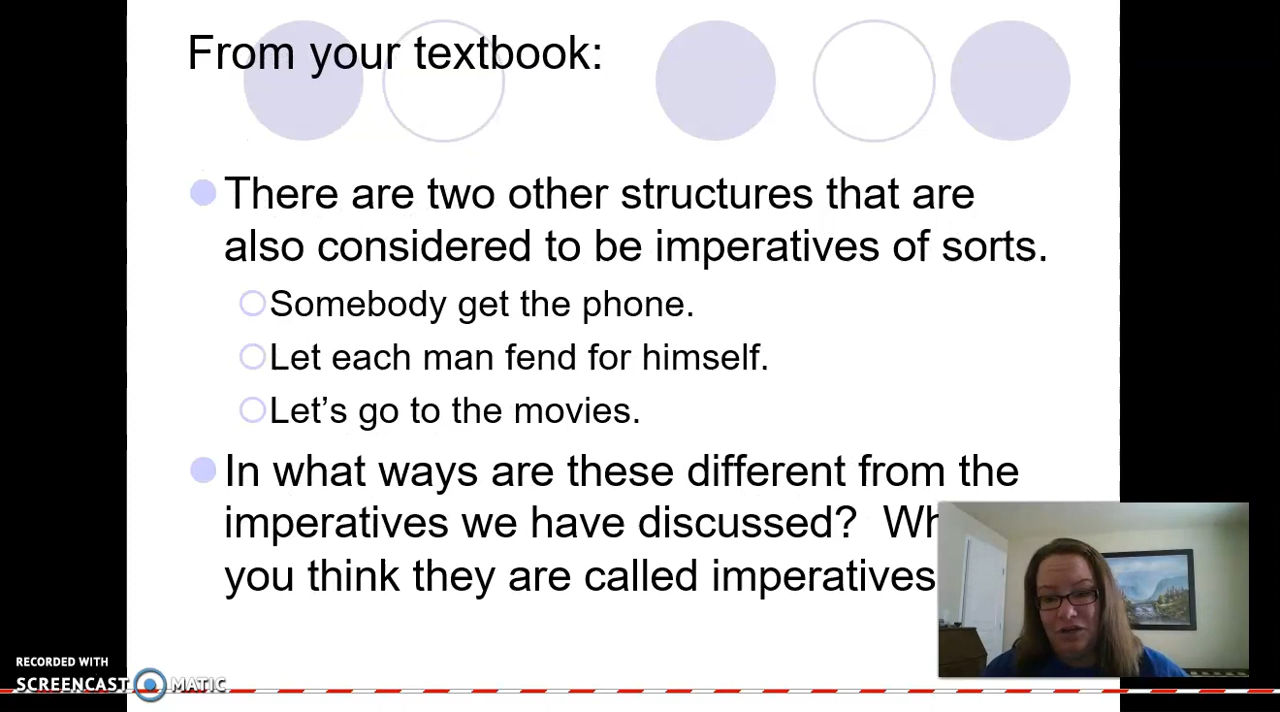 From your textbook:
There are two other structures that are
also considered to be imperatives of sorts.
Somebody get the phone.
Let each man fend for himself.
Let’s go to the movies.
In what ways are these different from the
imperatives we have discussed?
you think they are called imperatives
RECORDED WITH
SCREENCAST MATIC